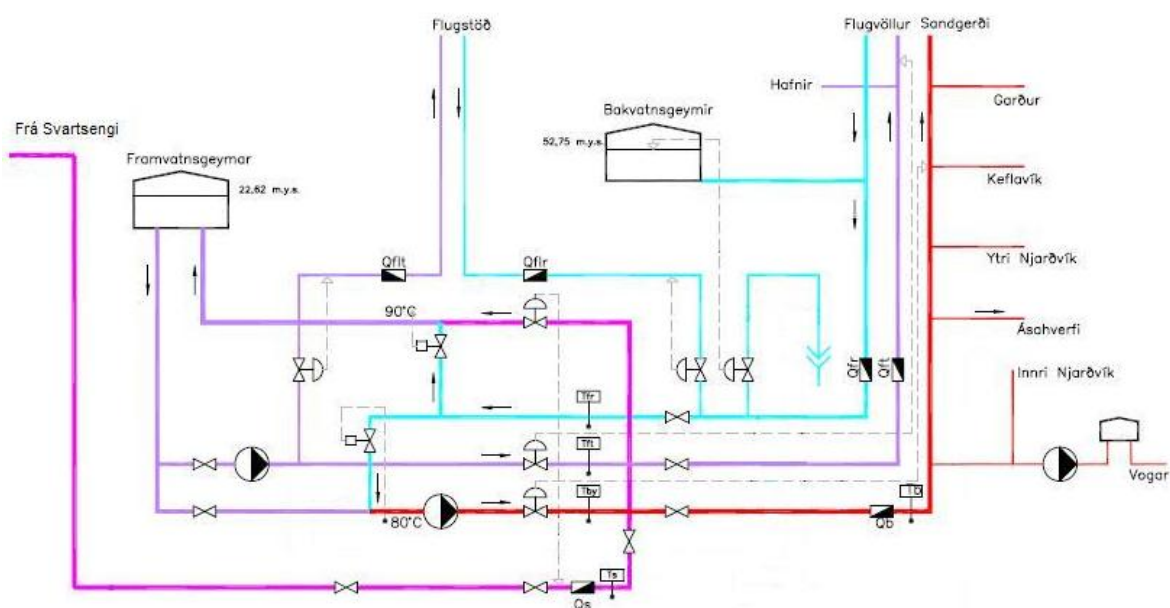 Flugstöð
Flugvöllur
Sandgerði
Hafnir
Garður
Bakvatnsgeymir
52,75 m.y.s.
Frá Svartsengi
Framvatnsgeymar
22,62 m.y.s.
Keflavík
Ytri Njarðvík
Qflt
Qflr
90°C
Ásahverfi
Qfr
Qft
Innri Njarðvík
Tfr
Tft
Vogar
Tby
Tb
80°C
Qb
Ts
Qs